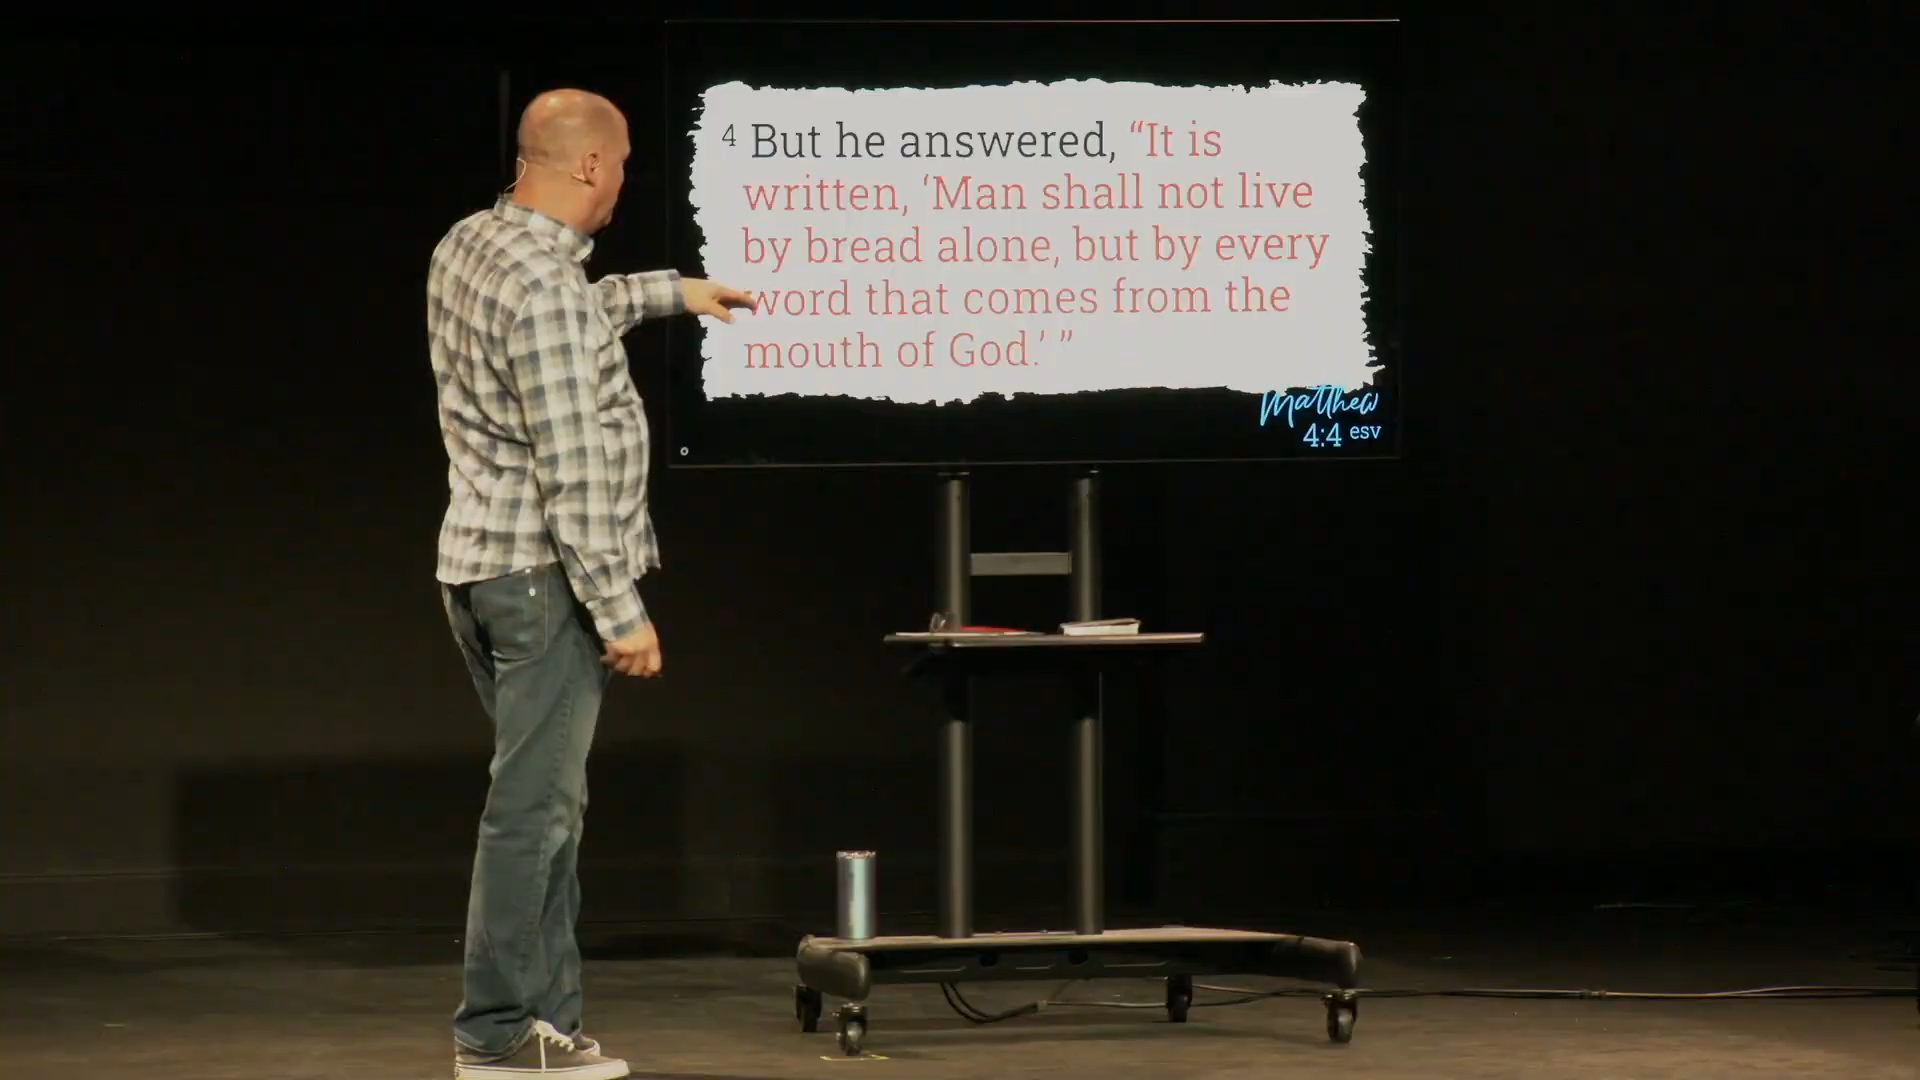 4 But he answered, “It is
written, ‘Man shall not live
by bread alone, but by every
word that comes from the
mouth of God.’ ”
Matthew
4:4 esv